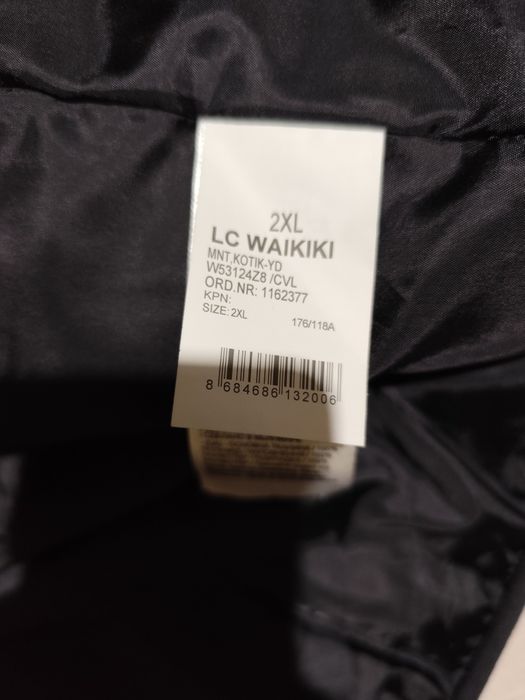 2XL
LC WAIKIKI
MNT,KOTIK-YD
W53124Z8 /CVL
ORD.NR: 1162377
KPN:
SIZE: 2XL 176/118A
8 684686 132006